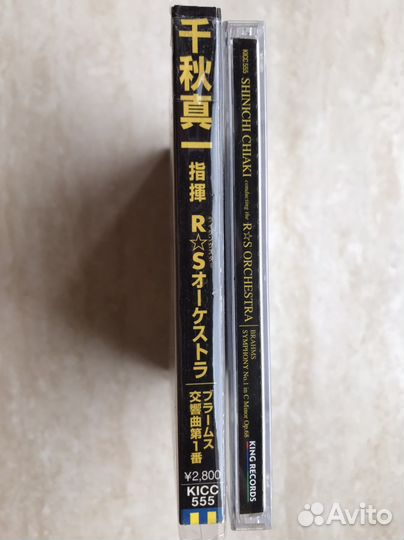 千秋真一
指揮
R☆Sオーケストラ
ライジングスター
ブラームス
交響曲第1番
¥2,800
KICC
555
KICC 555
SHINICHI CHIAKI conducting the R☆S ORCHESTRA
BRAHMS
SYMPHONY No.1 in C Minor Op.68
KING RECORDS
Avito